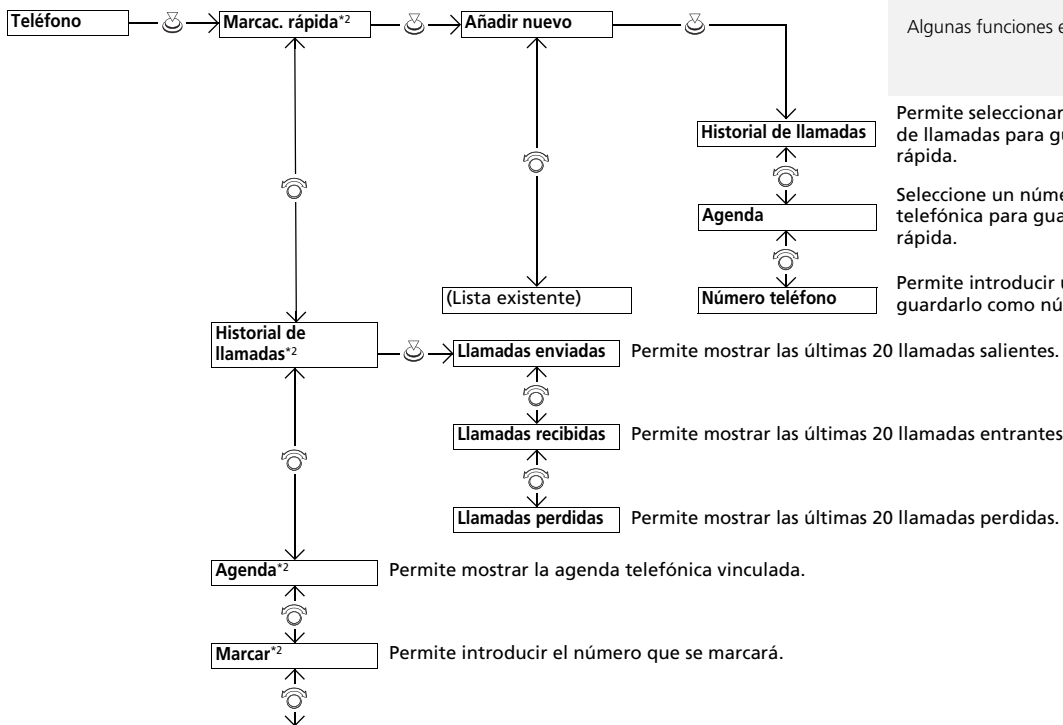 Teléfono
Marcac. rápida*2
Añadir nuevo
Algunas funciones
Historial de llamadas
Permite seleccionar
de llamadas para
rápida.
Agenda
Seleccione un
telefónica para
rápida.
Número teléfono
Permite introducir
guardarlo como
(Lista existente)
Historial de
llamadas*2
Llamadas enviadas
Permite mostrar las últimas 20 llamadas salientes.
Llamadas recibidas
Permite mostrar las últimas 20 llamadas entrantes
Llamadas perdidas
Permite mostrar las últimas 20 llamadas perdidas.
Agenda*2
Permite mostrar la agenda telefónica vinculada.
Marcar*2
Permite introducir el número que se marcará.